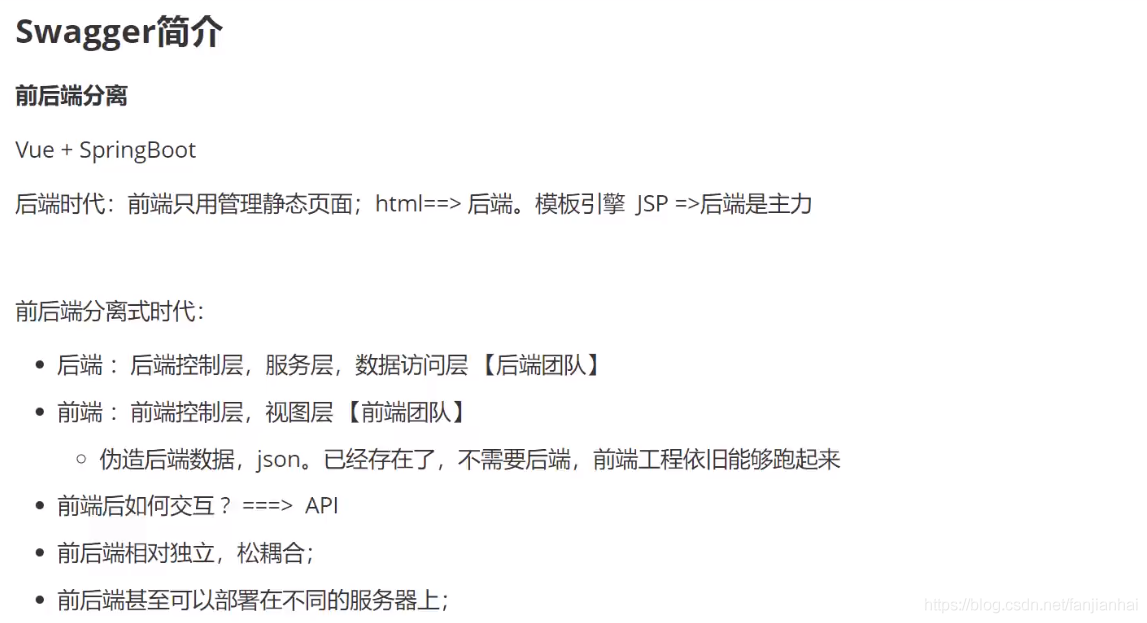 Swagger简介
前后端分离
Vue + SpringBoot
后端时代：前端只用管理静态页面；html==> 后端。模板引擎 JSP =>后端是主力
前后端分离式时代：
后端 ：后端控制层，服务层，数据访问层 【后端团队】
前端 ：前端控制层，视图层 【前端团队】
伪造后端数据，json。已经存在了，不需要后端，前端工程依旧能够跑起来
前端后如何交互？ ===> API
前后端相对独立，松耦合；
前后端甚至可以部署在不同的服务器上；
https://blog.csdn.net/fanjianhai